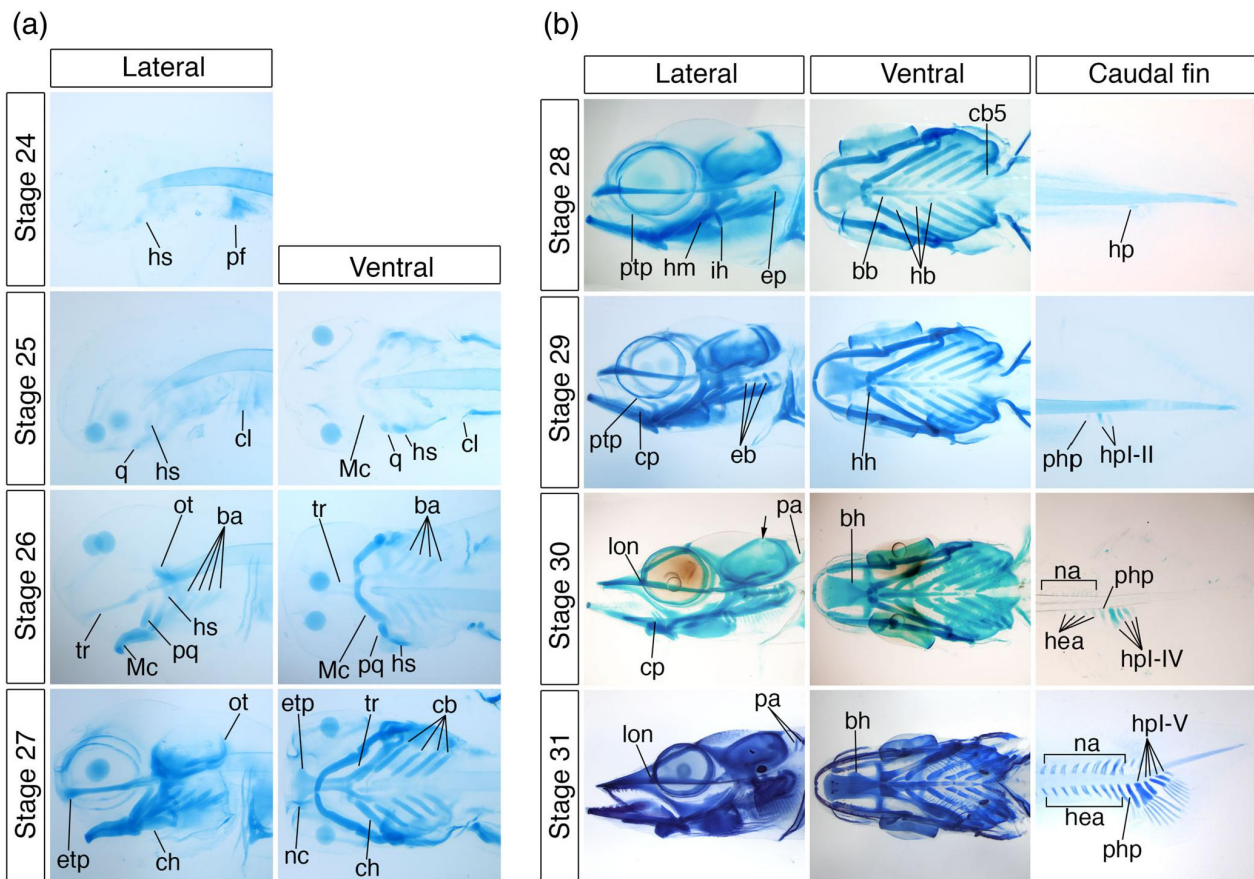 (a)
Lateral
Stage 24
hs
pf
Ventral
Stage 25
q
hs
cl
Mc
q
hs
cl
Stage 26
ot
ba
tr
Mc
pq
hs
tr
ba
Mc
pq
hs
Stage 27
ot
etp
ch
etp
tr
cb
nc
ch
(b)
Lateral
Ventral
Caudal fin
Stage 28
ptp
hm
ih
ep
cb5
bb
hb
hp
Stage 29
ptp
cp
eb
hh
php
hpI-II
Stage 30
lon
pa
cp
bh
na
php
hea
hpI-IV
Stage 31
lon
pa
bh
na
hpI-V
hea
php